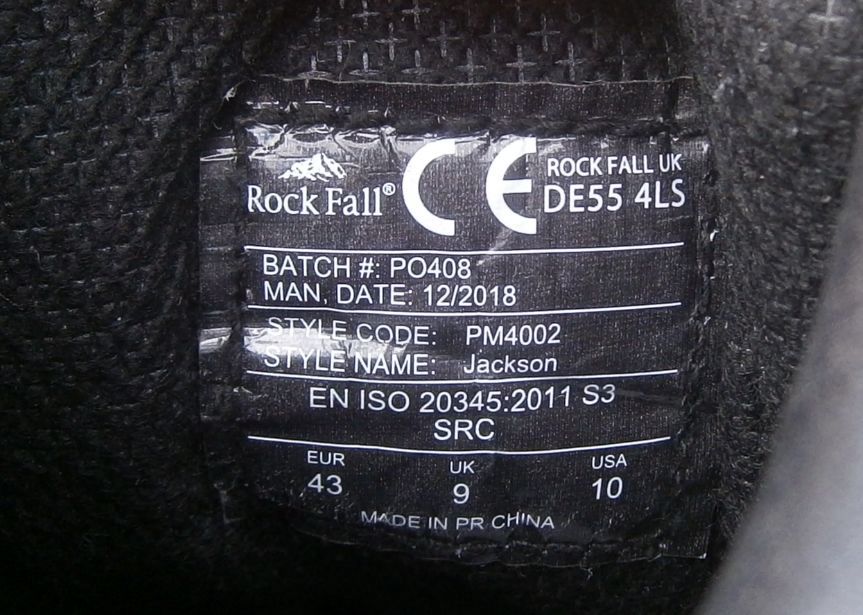 Rock Fall®
CE
ROCK FALL UK
DE55 4LS
BATCH #: PO408
MAN. DATE: 12/2018
STYLE CODE: PM4002
STYLE NAME: Jackson
EN ISO 20345:2011 S3
SRC
EUR UK USA
43 9 10
MADE IN PR CHINA